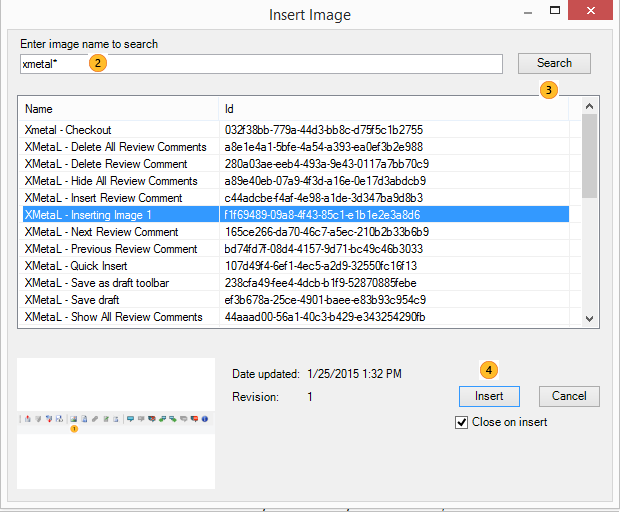 Insert Image
Enter image name to search
xmetal*
2
Search
3
Name Id
Xmetal - Checkout 032f38bb-779a-44d3-bb8c-d75f5c1b2755
XMetaL - Delete All Review Comments a8e1e4a1-5bfe-4a54-a393-ea0ef3b2e988
XMetaL - Delete Review Comment 280a03ae-eeb4-493a-9e43-0117a7bb70c9
XMetaL - Hide All Review Comments a89e40eb-07a9-4f3d-a16e-0e17d3abdcb9
XMetaL - Insert Review Comment c44adcbe-f4af-4e98-a1de-3d347ba9d8b3
XMetaL - Inserting Image 1 f1f69489-09a8-4f43-85c1-e1b1e2e3a8d6
XMetaL - Next Review Comment 165ce266-da70-46c7-a5ec-210b2b33b6b9
XMetaL - Previous Review Comment bd74fd7f-08d4-4157-9d71-bc49c46b3033
XMetaL - Quick Insert 107d49f4-6ef1-4ec5-a2d9-32550fc16f13
XMetaL - Save as draft toolbar 238cfa49-fee4-4dcb-b1f9-52870885febe
XMetaL - Save draft ef3b678a-25ce-4901-baee-e83b93c954c9
XMetaL - Show All Review Comments 44aaad00-56a1-40c3-b429-e343254290fb
Date updated: 1/25/2015 1:32 PM
4
Revision: 1
Insert
Cancel
Close on insert
1